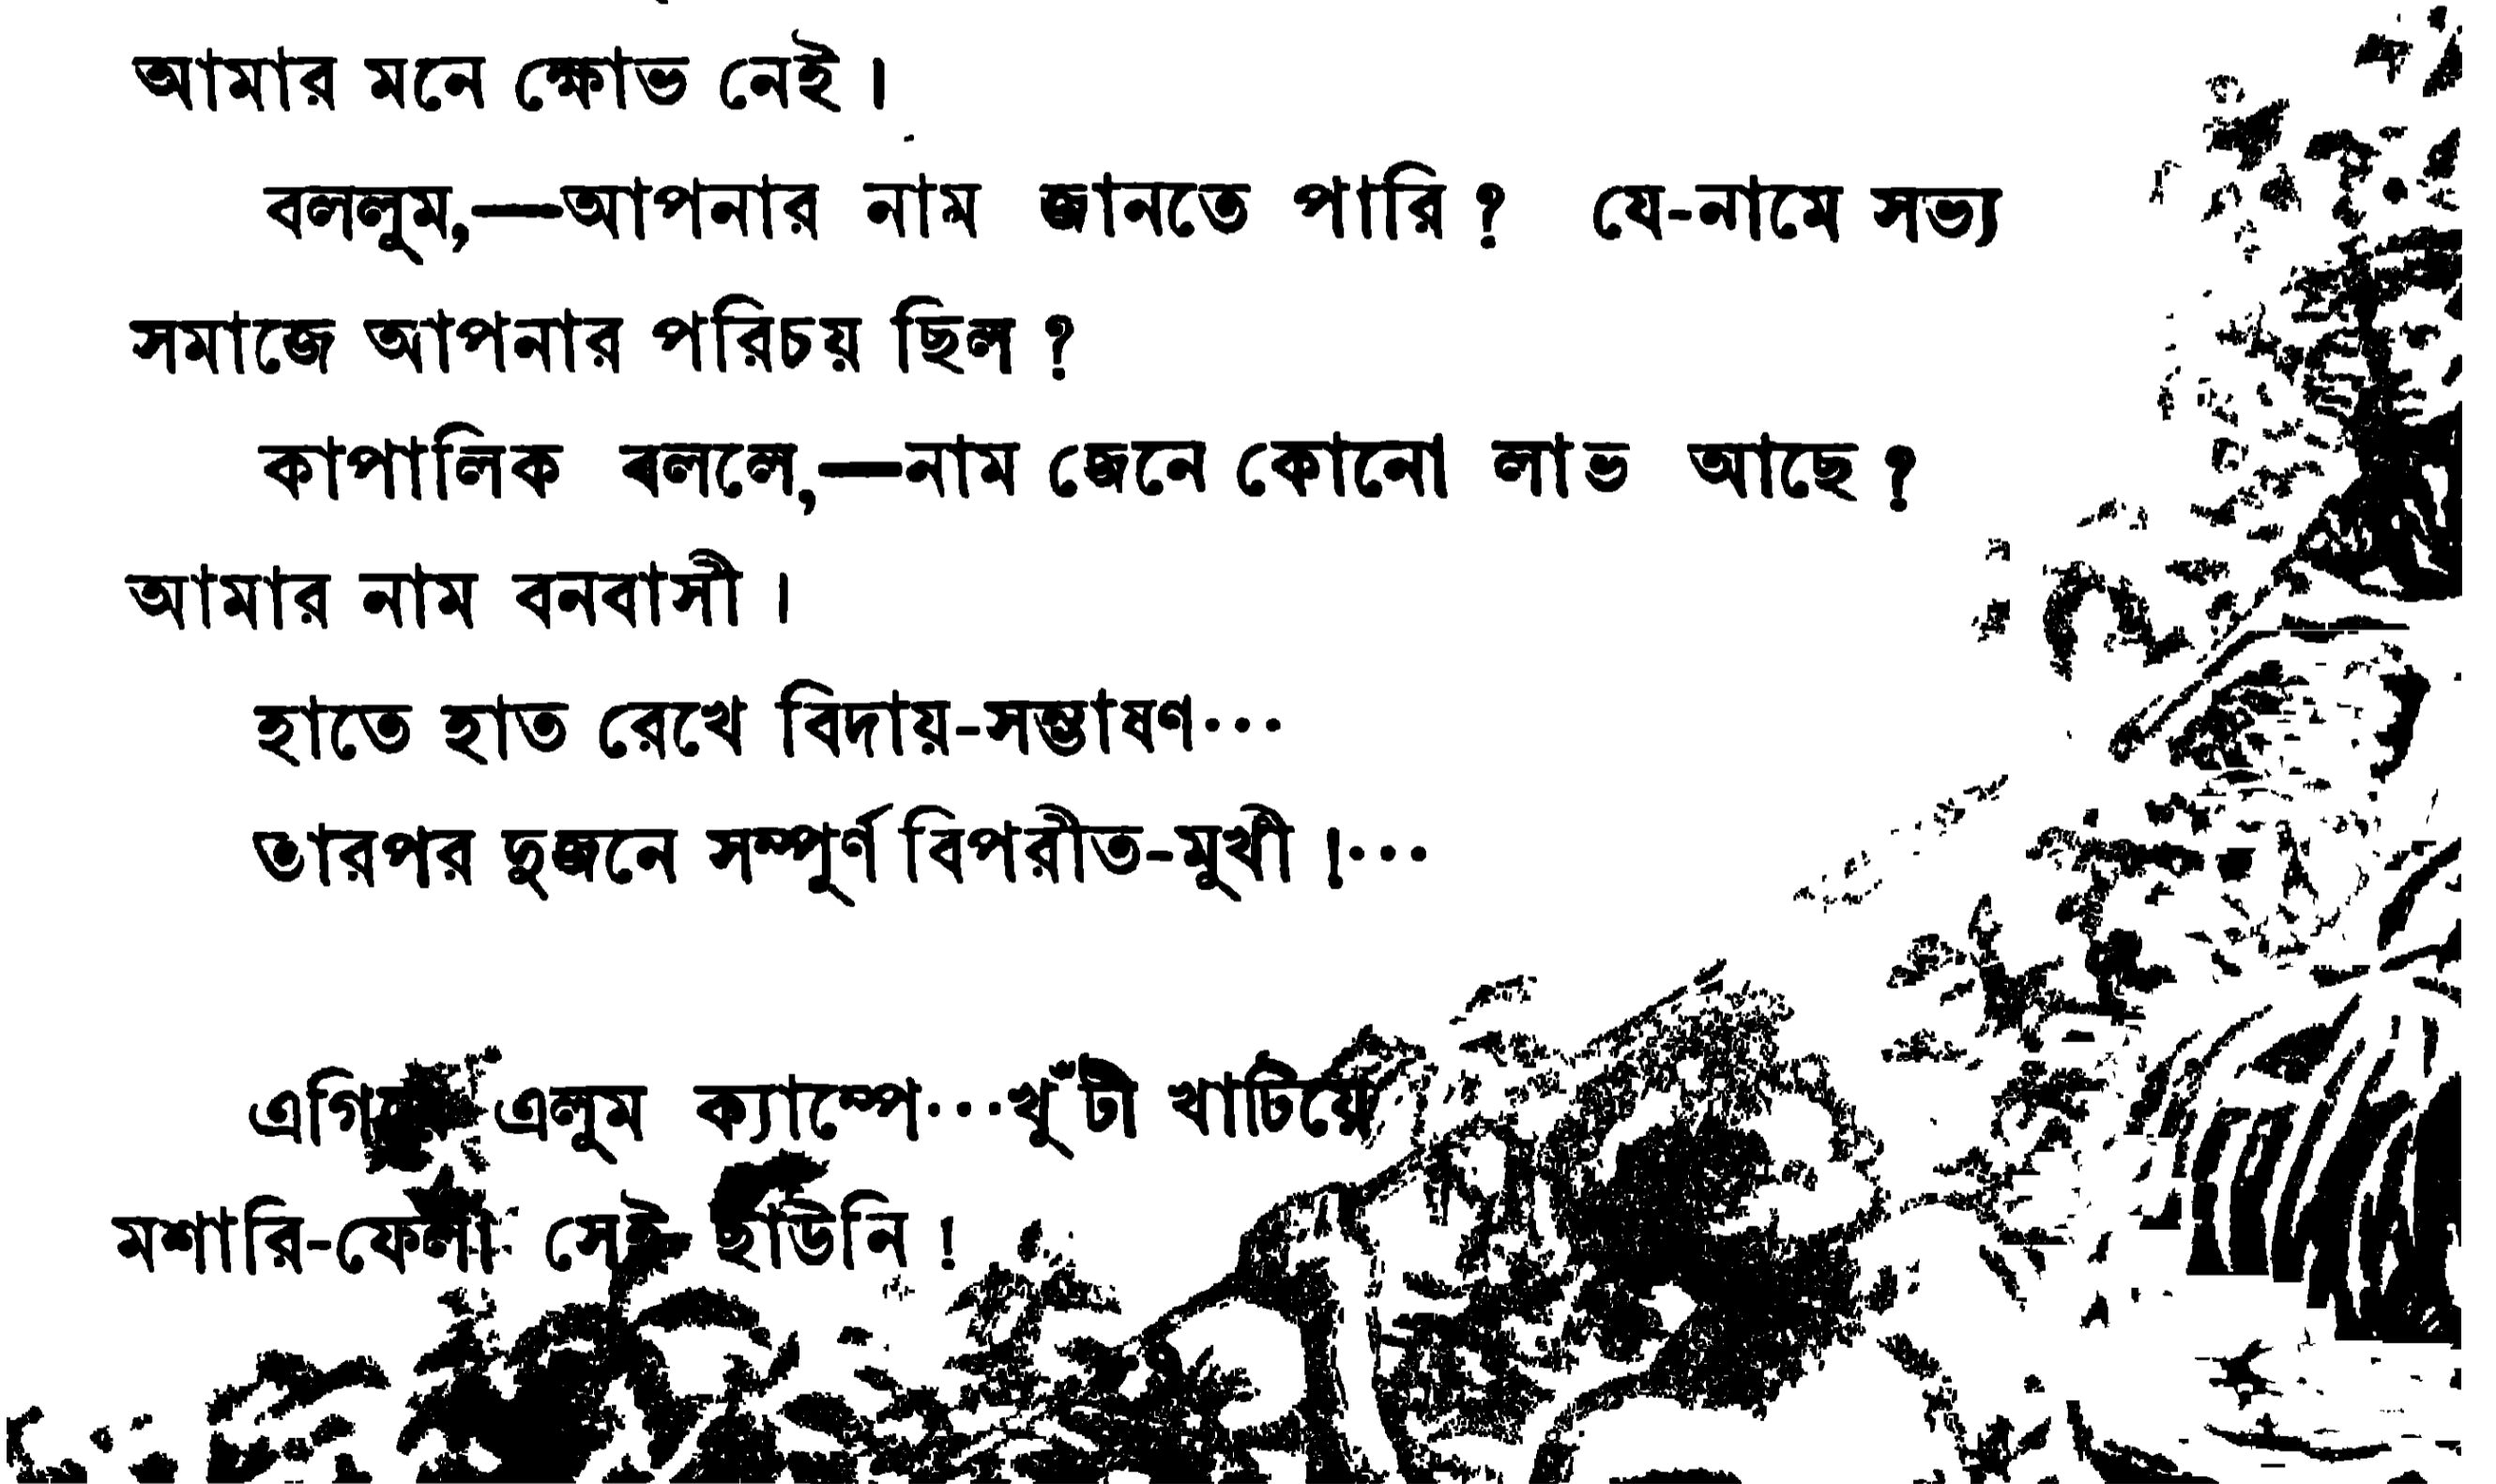 আমার মনে ক্ষোভ নেই।
বললুম,—আপনার নাম জানতে পারি? যে-নামে সভ্য
সমাজে আপনার পরিচয় ছিল?
কাপালিক বললে,—নাম জেনে কোনো লাভ আছে?
আমার নাম বনবাসী।
হাতে হাত রেখে বিদায়-সম্ভাষণ···
তারপর দুজনে সম্পূর্ণ বিপরীত-মুখী।···
এলুম ক্যাম্পে···খুঁটী খাটিয়ে
মশারি-ফেলা সেই ছাউনি!